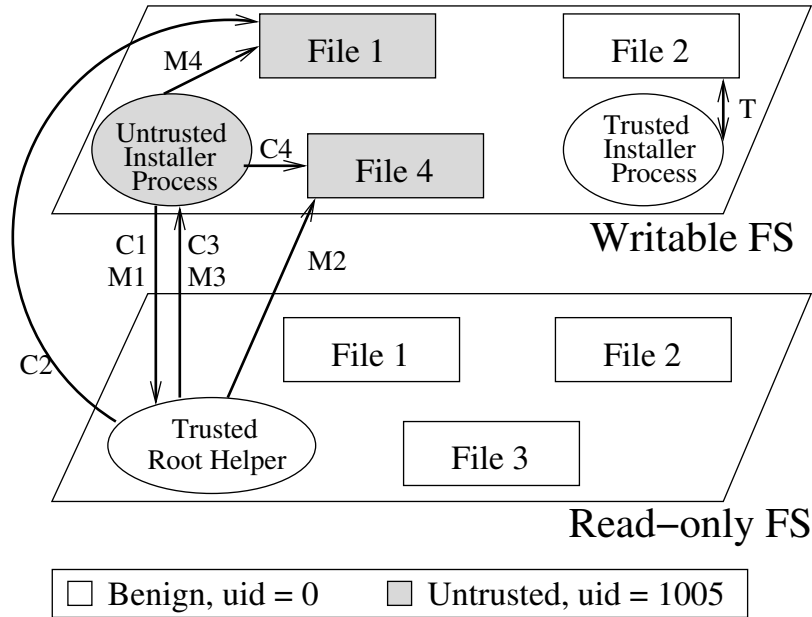 File 1
File 2
M4
T
Untrusted
Installer
Process
C4
File 4
Trusted
Installer
Process
Writable FS
C1
M1
C3
M3
M2
C2
File 1
File 2
Trusted
Root Helper
File 3
Read−only FS
Benign, uid = 0
Untrusted, uid = 1005